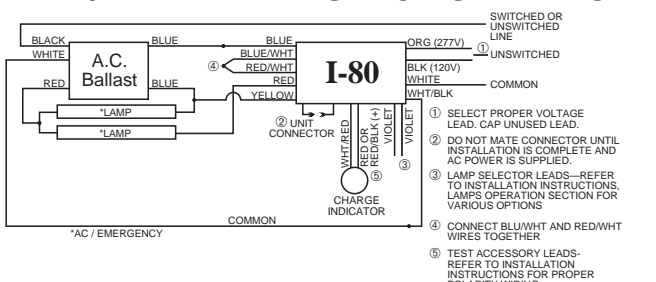 SWITCHED OR
UNSWITCHED
LINE
BLACK
BLUE
BLUE
ORG (277V)
①
UNSWITCHED
WHITE
A.C.
Ballast
BLUE/WHT
④
RED/WHT
I-80
BLK (120V)
RED
BLUE
RED
WHITE
COMMON
YELLOW
WHT/BLK
*LAMP
*LAMP
② UNIT
CONNECTOR
WHT/RED
RED OR
RED/BLK (+)
⑤
VIOLET
VIOLET
③
CHARGE
INDICATOR
COMMON
*AC / EMERGENCY
① SELECT PROPER VOLTAGE
LEAD. CAP UNUSED LEAD.
② DO NOT MATE CONNECTOR UNTIL
INSTALLATION IS COMPLETE AND
AC POWER IS SUPPLIED.
③ LAMP SELECTOR LEADS—REFER
TO INSTALLATION INSTRUCTIONS,
LAMPS OPERATION SECTION FOR
VARIOUS OPTIONS
④ CONNECT BLU/WHT AND RED/WHT
WIRES TOGETHER
⑤ TEST ACCESSORY LEADS-
REFER TO INSTALLATION
INSTRUCTIONS FOR PROPER